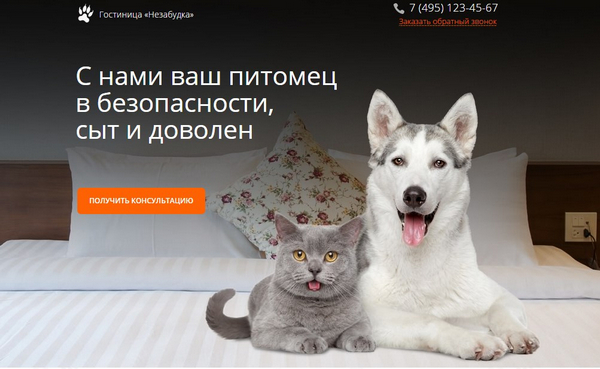 Гостиница «Незабудка»
7 (495) 123-45-67
Заказать обратный звонок
С нами ваш питомец
в безопасности,
сыт и доволен
ПОЛУЧИТЬ КОНСУЛЬТАЦИЮ